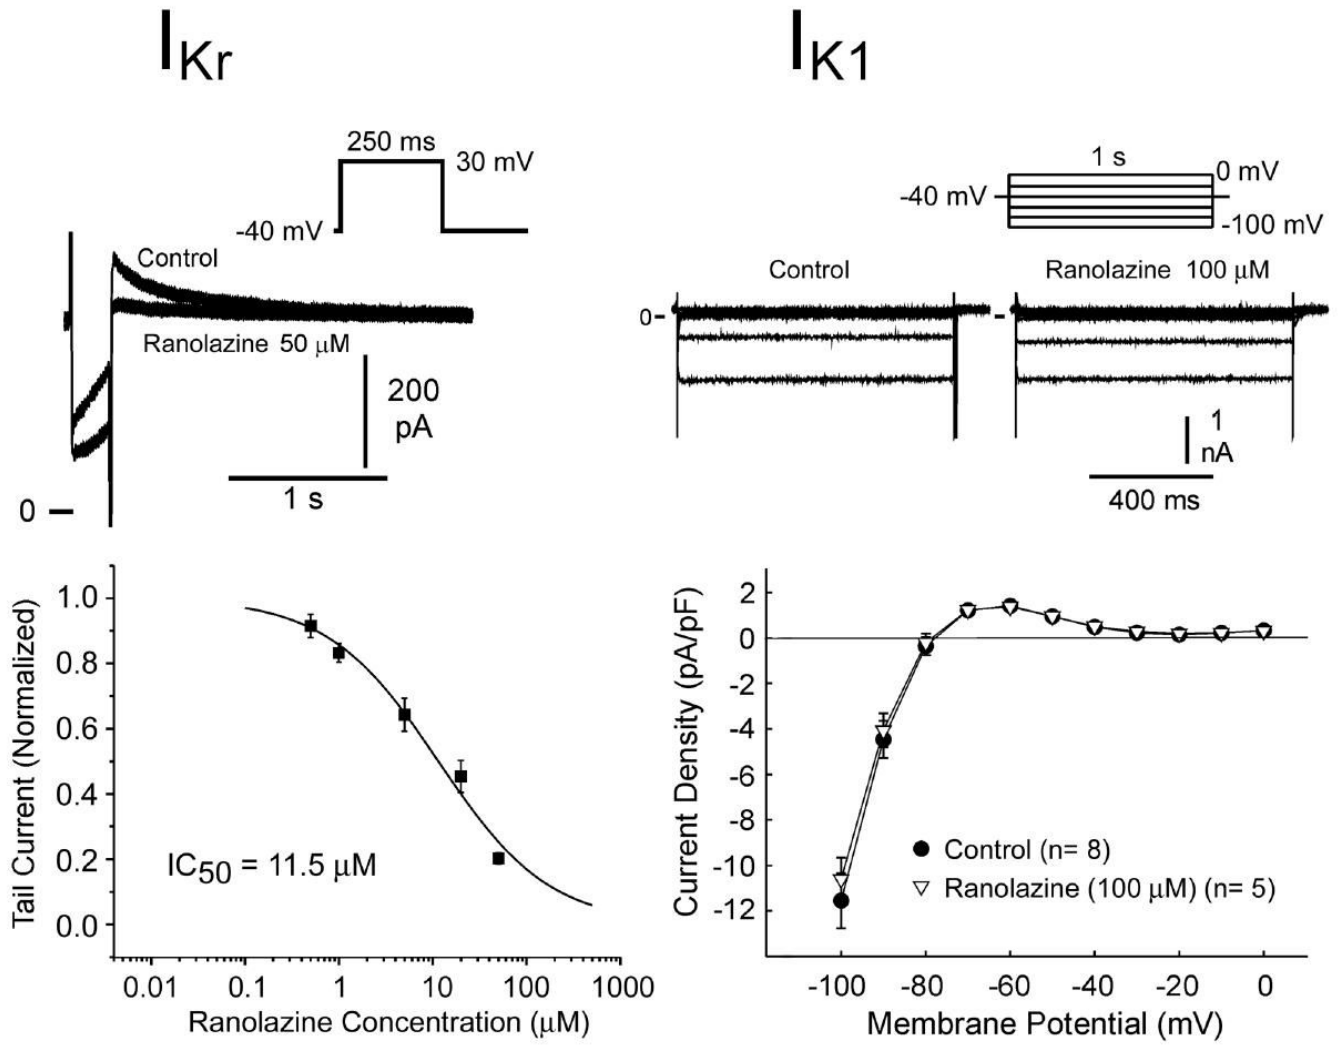 I Kr
250 ms
30 mV
-40 mV
Control
Ranolazine 50 μM
200
pA
1 s
0
I K1
1 s
0 mV
-40 mV
-100 mV
Control
Ranolazine 100 μM
0
1
nA
400 ms
Tail Current (Normalized)
1.0
0.8
0.6
0.4
0.2
0.0
IC50 = 11.5 μM
0.01 0.1 1 10 100 1000
Ranolazine Concentration (μM)
Current Density (pA/pF)
2
0
-2
-4
-6
-8
-10
-12
Control (n= 8)
Ranolazine (100 μM) (n= 5)
-100 -80 -60 -40 -20 0
Membrane Potential (mV)